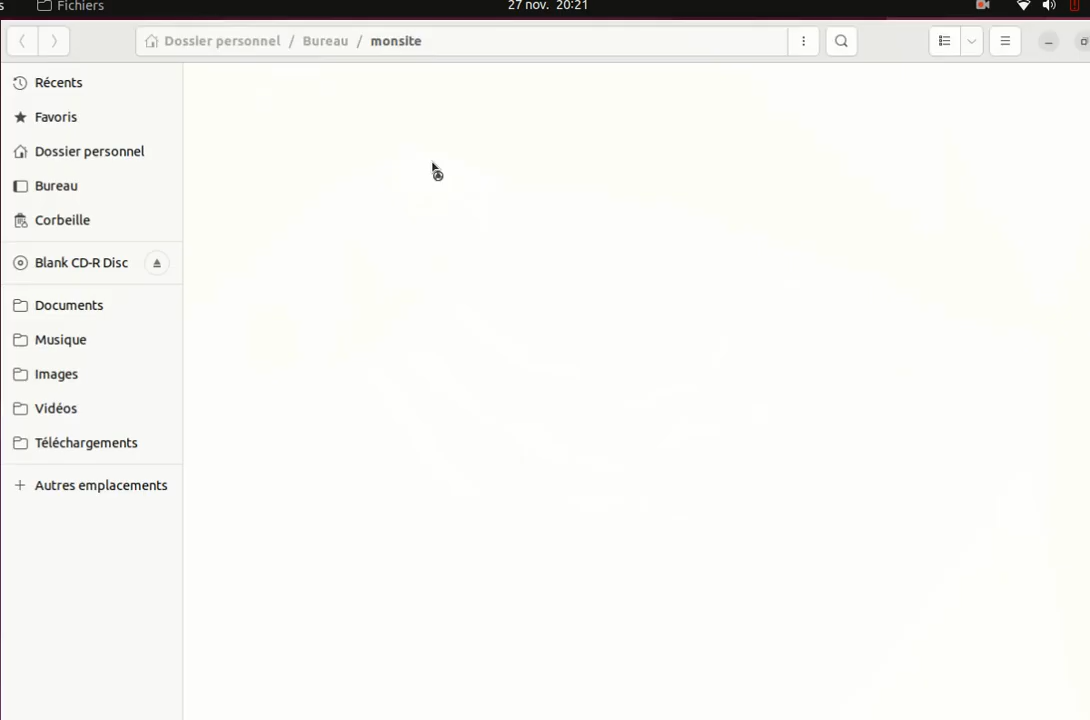 s Fichiers 27 nov. 20:21
Dossier personnel / Bureau / monsite
Récents
Favoris
Dossier personnel
Bureau
Corbeille
Blank CD-R Disc
Documents
Musique
Images
Vidéos
Téléchargements
+ Autres emplacements